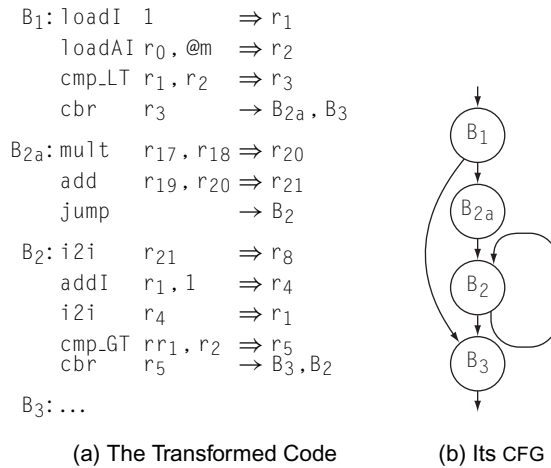 B₁: loadI 1 ⇒ r₁
loadAI r₀, @m ⇒ r₂
cmp_LT r₁, r₂ ⇒ r₃
cbr r₃ → B₂ₐ, B₃
B₂ₐ: mult r₁₇, r₁₈ ⇒ r₂₀
add r₁₉, r₂₀ ⇒ r₂₁
jump → B₂
B₂: i2i r₂₁ ⇒ r₈
addI r₁, 1 ⇒ r₄
i2i r₄ ⇒ r₁
cmp_GT rr₁, r₂ ⇒ r₅
cbr r₅ → B₃, B₂
B₃: ...
(a) The Transformed Code
B₁
B₂ₐ
B₂
B₃
(b) Its CFG